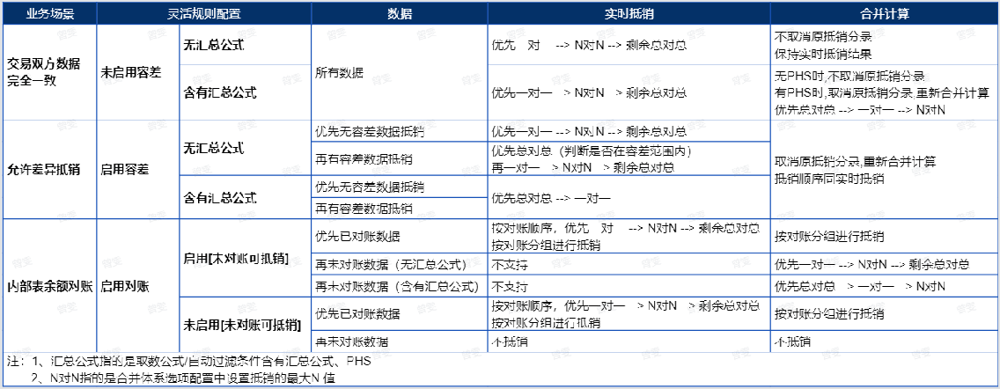 业务场景 灵活规则配置 数据 实时抵销 合并计算
交易双方数据
完全一致
未启用容差
无汇总公式
所有数据
优先一对一 --> N对N --> 剩余总对总
不取消原抵销分录
保持实时抵销结果
含有汇总公式
优先一对一 --> N对N --> 剩余总对总
无PHS时,不取消原抵销分录
有PHS时,取消原抵销分录,重新合并计算
优先总对总 --> 一对一 --> N对N
允许差异抵销
启用容差
无汇总公式
优先无容差数据抵销
优先一对一 --> N对N --> 剩余总对总
取消原抵销分录,重新合并计算
抵销顺序同实时抵销
再有容差数据抵销
优先总对总（判断是否在容差范围内）
再一对一 --> N对N --> 剩余总对总
含有汇总公式
优先无容差数据抵销
优先总对总 --> 一对一
再有容差数据抵销
内部表余额对账
启用对账
启用[未对账可抵销]
优先已对账数据
按对账顺序，优先一对一 --> N对N --> 剩余总对总
按对账分组进行抵销
按对账分组进行抵销
再未对账数据（无汇总公式）
不支持
优先一对一 --> N对N --> 剩余总对总
再未对账数据（含有汇总公式）
不支持
优先总对总 --> 一对一 --> N对N
未启用[未对账可抵销]
优先已对账数据
按对账顺序，优先一对一 --> N对N --> 剩余总对总
按对账分组进行抵销
按对账分组进行抵销
再未对账数据
不抵销
不抵销
注：1、汇总公式指的是取数公式/自动过滤条件含有汇总公式、PHS
2、N对N指的是合并体系选项配置中设置抵销的最大N 值